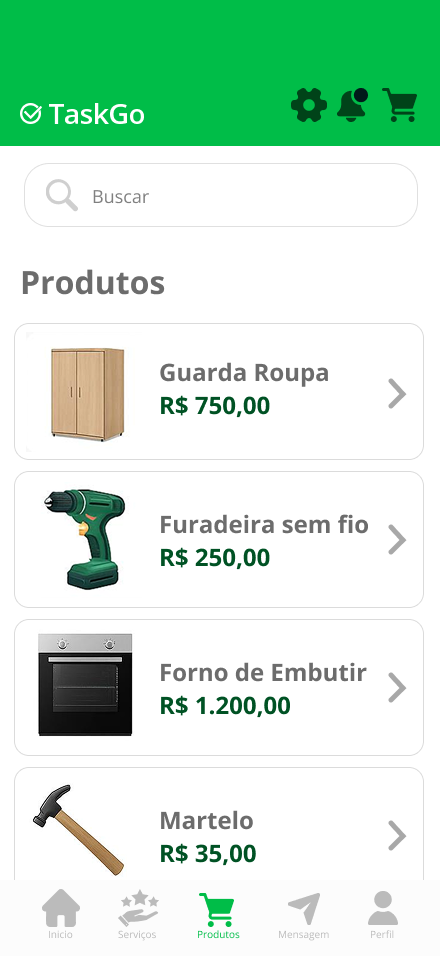 TaskGo
Buscar
Produtos
Guarda Roupa
R$ 750,00
Furadeira sem fio
R$ 250,00
Forno de Embutir
R$ 1.200,00
Martelo
R$ 35,00
Inicio
Serviços
Produtos
Mensagem
Perfil